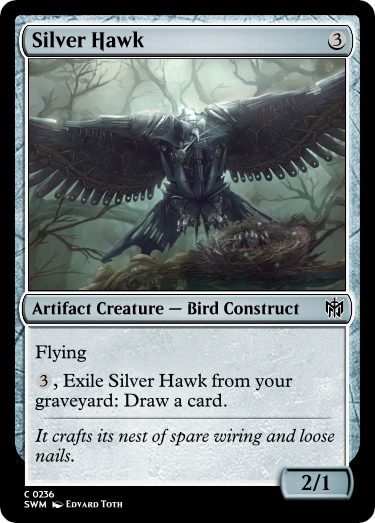 Silver Hawk 3
Artifact Creature — Bird Construct
Flying
3, Exile Silver Hawk from your
graveyard: Draw a card.
It crafts its nest of spare wiring and loose
nails.
2/1
C 0236
SWM Edvard Toth